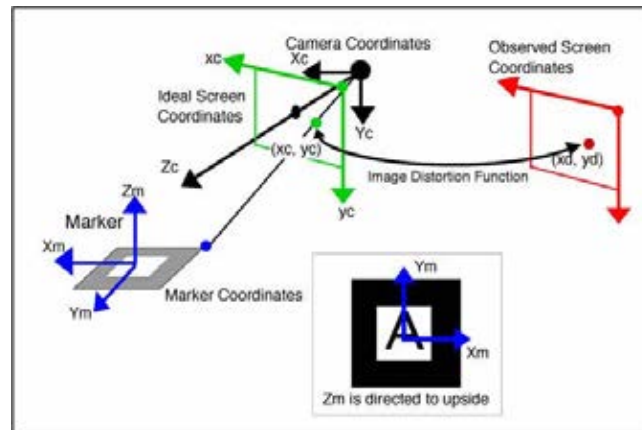 Camera Coordinates
Observed Screen
Coordinates
xc
Xc
Ideal Screen
Coordinates
Yc
(xc, yc)
(xd, yd)
Zc
Image Distortion Function
Zm
yc
Marker
Xm
Marker Coordinates
Ym
Ym
A
Xm
Zm is directed to upside